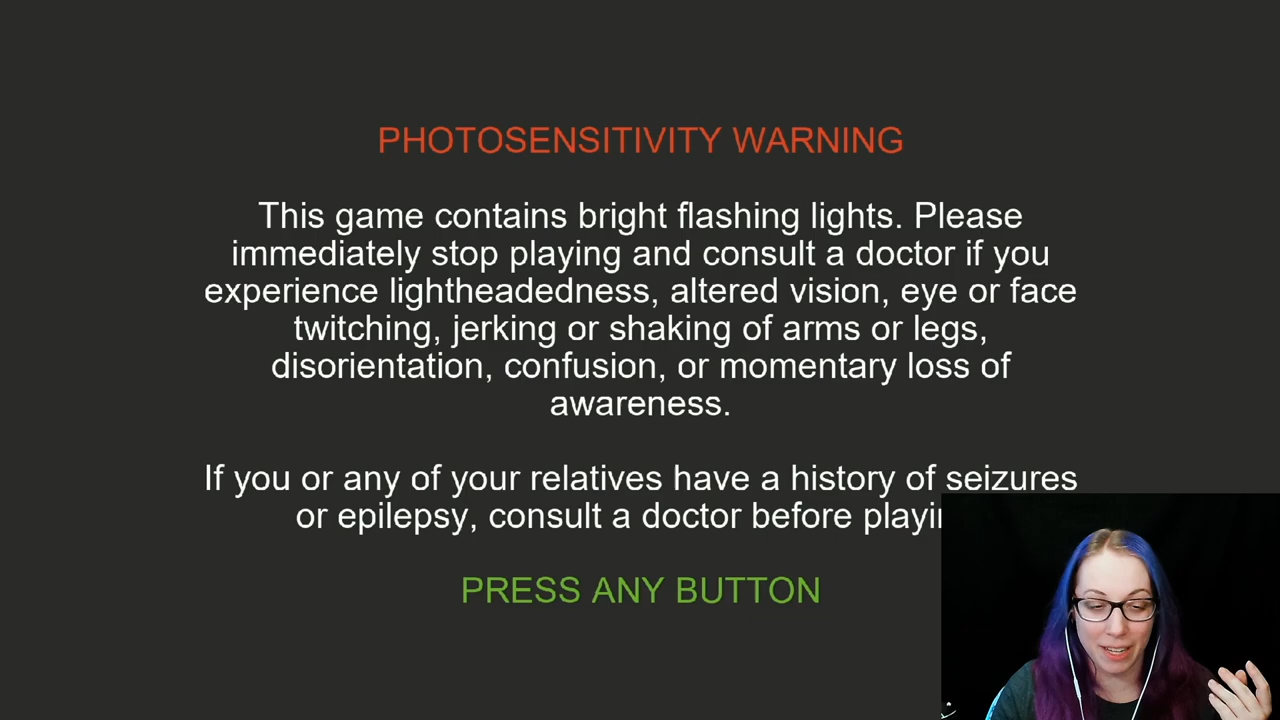 PHOTOSENSITIVITY WARNING
This game contains bright flashing lights. Please
immediately stop playing and consult a doctor if you
experience lightheadedness, altered vision, eye or face
twitching, jerking or shaking of arms or legs,
disorientation, confusion, or momentary loss of
awareness.
If you or any of your relatives have a history of seizures
or epilepsy, consult a doctor before
PRESS ANY BUTTON